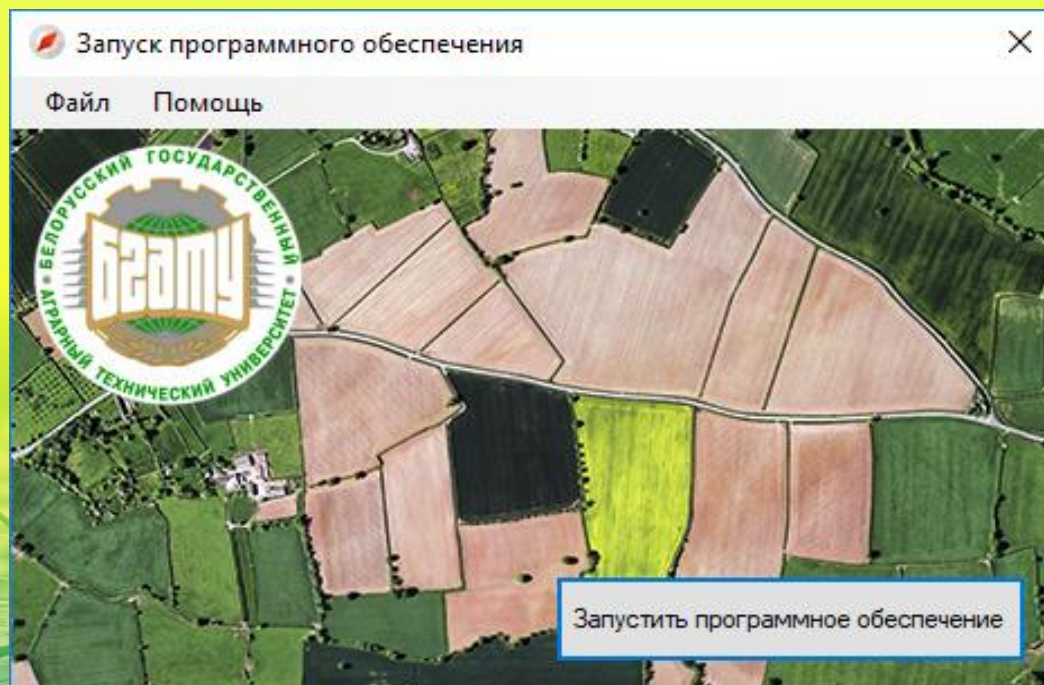 Запуск программного обеспечения
Файл Помощь
БЕЛОРУССКИЙ ГОСУДАРСТВЕННЫЙ
БГАТУ
АГРАРНЫЙ ТЕХНИЧЕСКИЙ УНИВЕРСИТЕТ
Запустить программное обеспечение